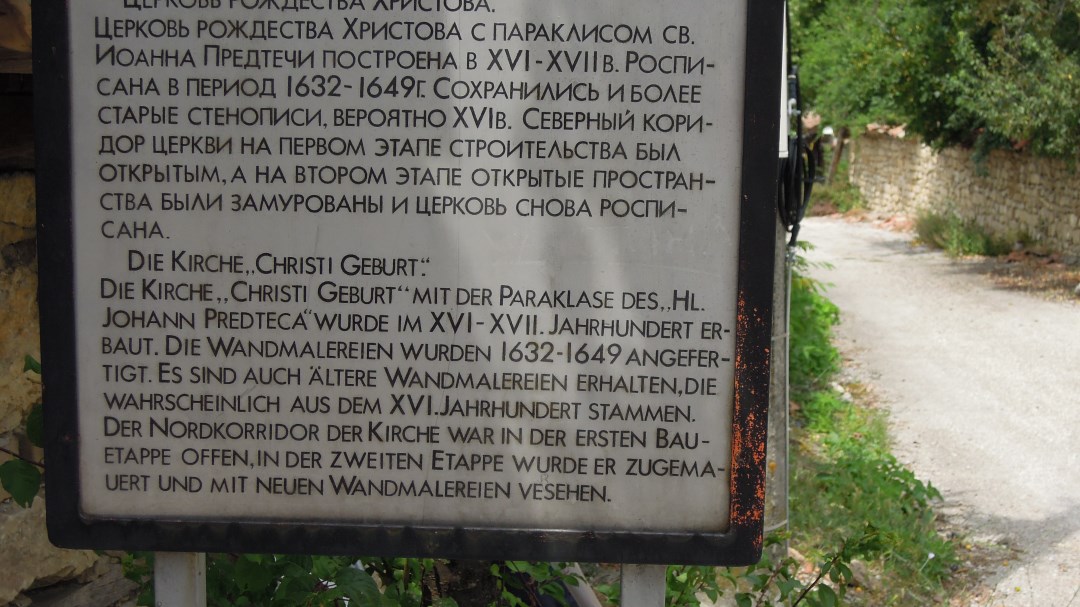 Церковь рождества Христова.
Церковь рождества Христова с параклисом св.
Иоанна Предтечи построена в XVI-XVIIв. Роспи-
сана в период 1632-1649г. Сохранились и более
старые стенописи, вероятно XVIв. Северный кори-
дор церкви на первом этапе строительства был
открытым, а на втором этапе открытые простран-
ства были замурованы и церковь снова роспи-
сана.
Die Kirche „Christi Geburt“.
Die Kirche „Christi Geburt“ mit der Paraklase des „Hl.
Johann Predteca“ wurde im XVI-XVII. Jahrhundert er-
baut. Die Wandmalereien wurden 1632-1649 angefer-
tigt. Es sind auch ältere Wandmalereien erhalten, die
wahrscheinlich aus dem XVI. Jahrhundert stammen.
Der Nordkorridor der Kirche war in der ersten Bau-
etappe offen, in der zweiten Etappe wurde er zugema-
uert und mit neuen Wandmalereien vesehen.